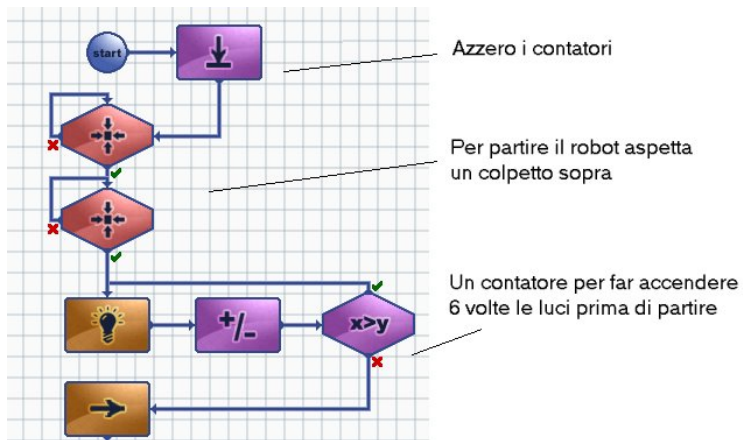 start
Azzero i contatori
Per partire il robot aspetta
un colpetto sopra
Un contatore per far accendere
6 volte le luci prima di partire
+/-
x>y